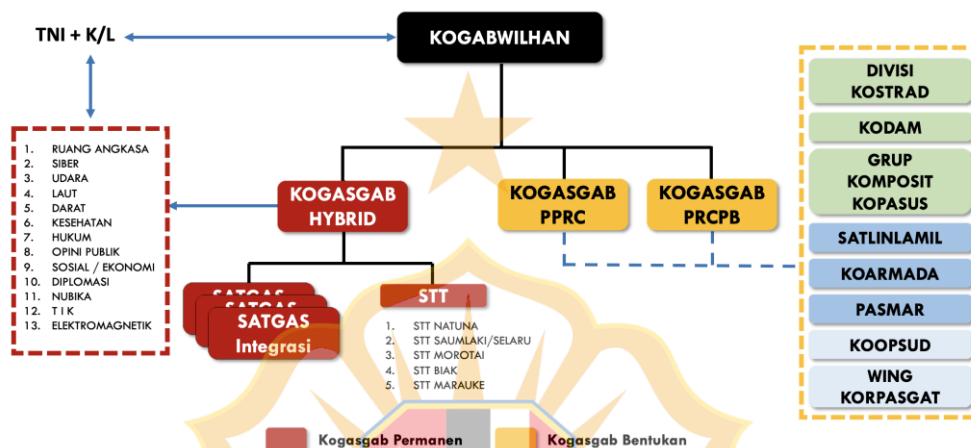 TNI + K/L
KOGABWILHAN
DIVISI
KOSTRAD
KODAM
GRUP
KOMPOSIT
KOPASUS
SATLINLAMIL
KOARMADA
PASMAR
KOOPSUD
WING
KORPASGAT
1. RUANG ANGKASA
2. SIBER
3. UDARA
4. LAUT
5. DARAT
6. KESEHATAN
7. HUKUM
8. OPINI PUBLIK
9. SOSIAL / EKONOMI
10. DIPLOMASI
11. NUBIKA
12. T I K
13. ELEKTROMAGNETIK
KOGASGAB
HYBRID
KOGASGAB
PPRC
KOGASGAB
PRCPB
SATGAS
SATGAS
SATGAS
Integrasi
STT
1. STT NATUNA
2. STT SAUMLAKI/SELARU
3. STT MOROTAI
4. STT BIAK
5. STT MARAUKE
Kogasgab Permanen
Kogasgab Bentukan